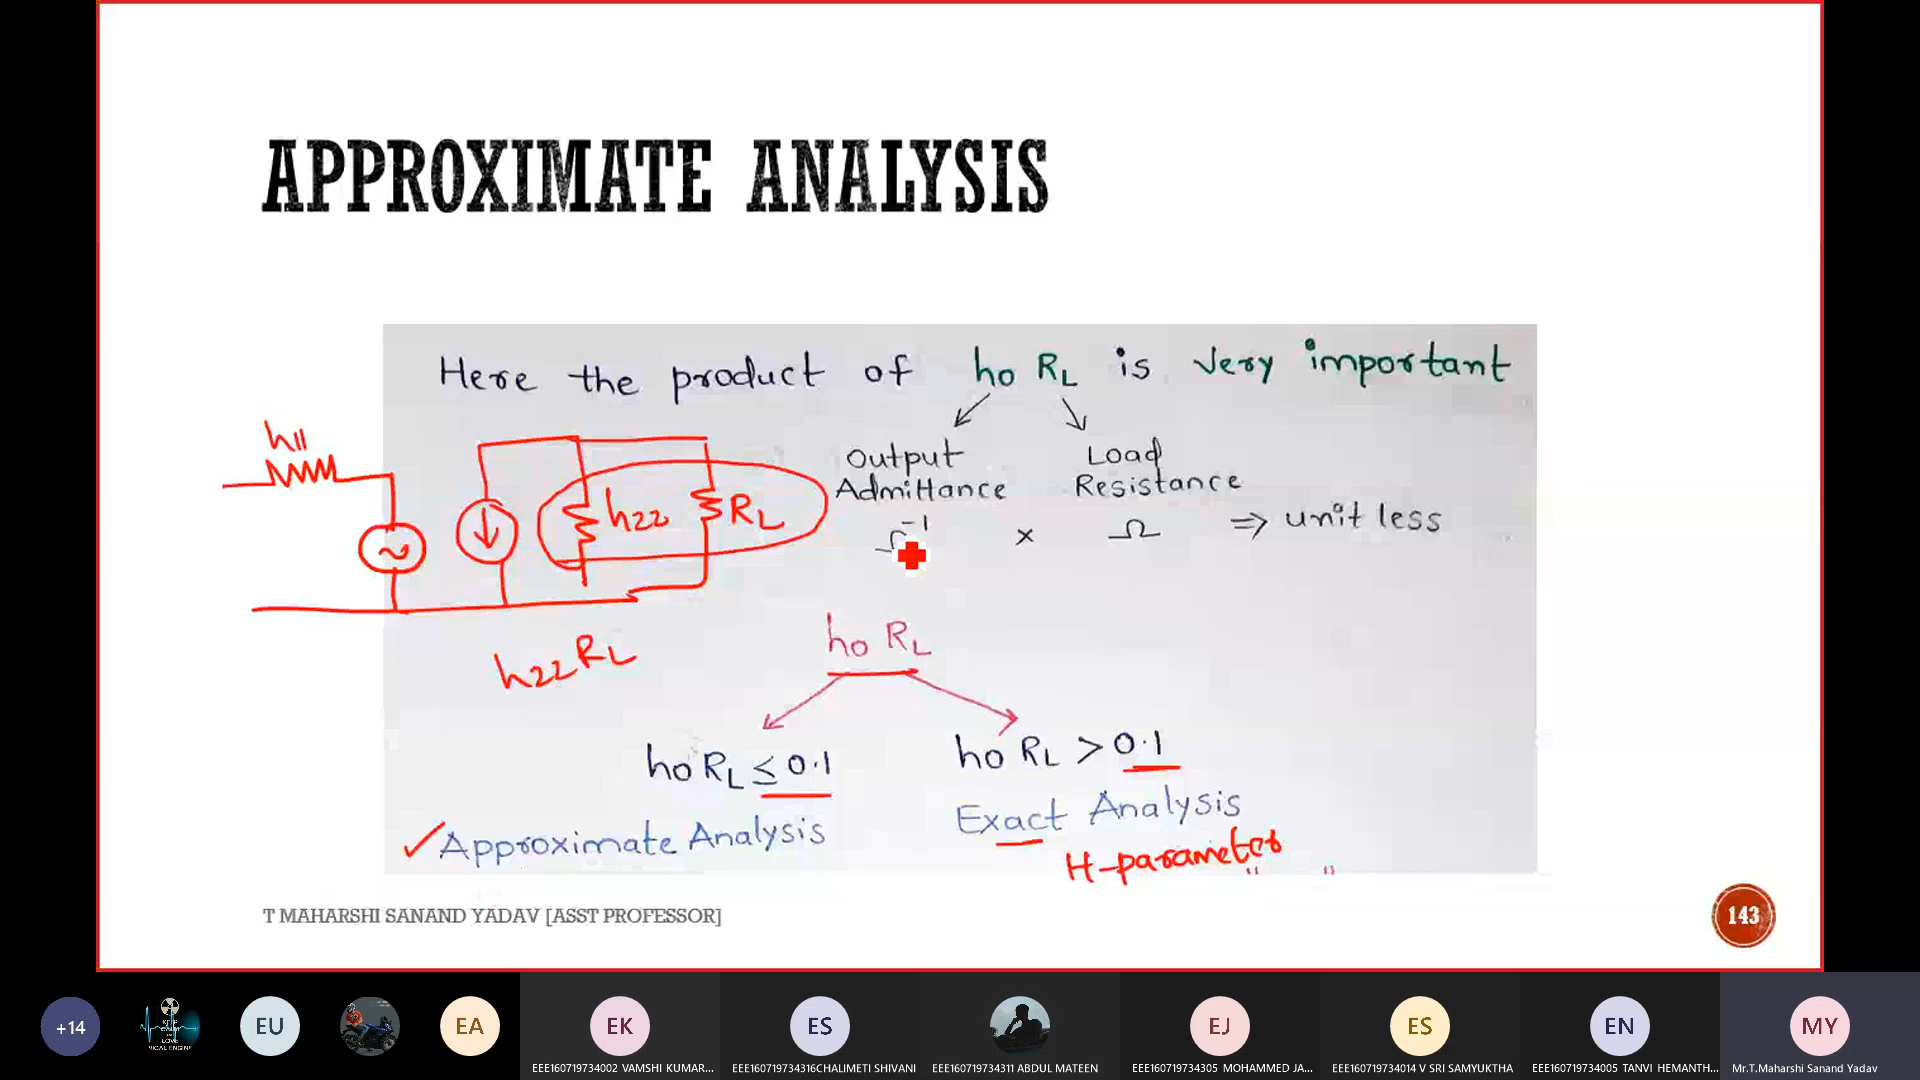 APPROXIMATE ANALYSIS
Here the product of ho RL is very important
Output Admittance
Load Resistance
Ω-1 × Ω ⇒ unitless
h11
h22
RL
h22RL
ho RL
ho RL ≤ 0.1
ho RL > 0.1
✓Approximate Analysis
Exact Analysis
H-parameter
" "
T MAHARSHI SANAND YADAV [ASST PROFESSOR]
143
+14
EU
EA
EK
ES
EJ
ES
EN
MY
EEE160719734002 VAMSHI KUMAR...
EEE160719734316CHALIMETI SHIVANI
EEE160719734311 ABDUL MATEEN
EEE160719734305 MOHAMMED JA...
EEE160719734014 V SRI SAMYUKTHA
EEE160719734005 TANVI HEMANTH...
Mr.T.Maharshi Sanand Yadav